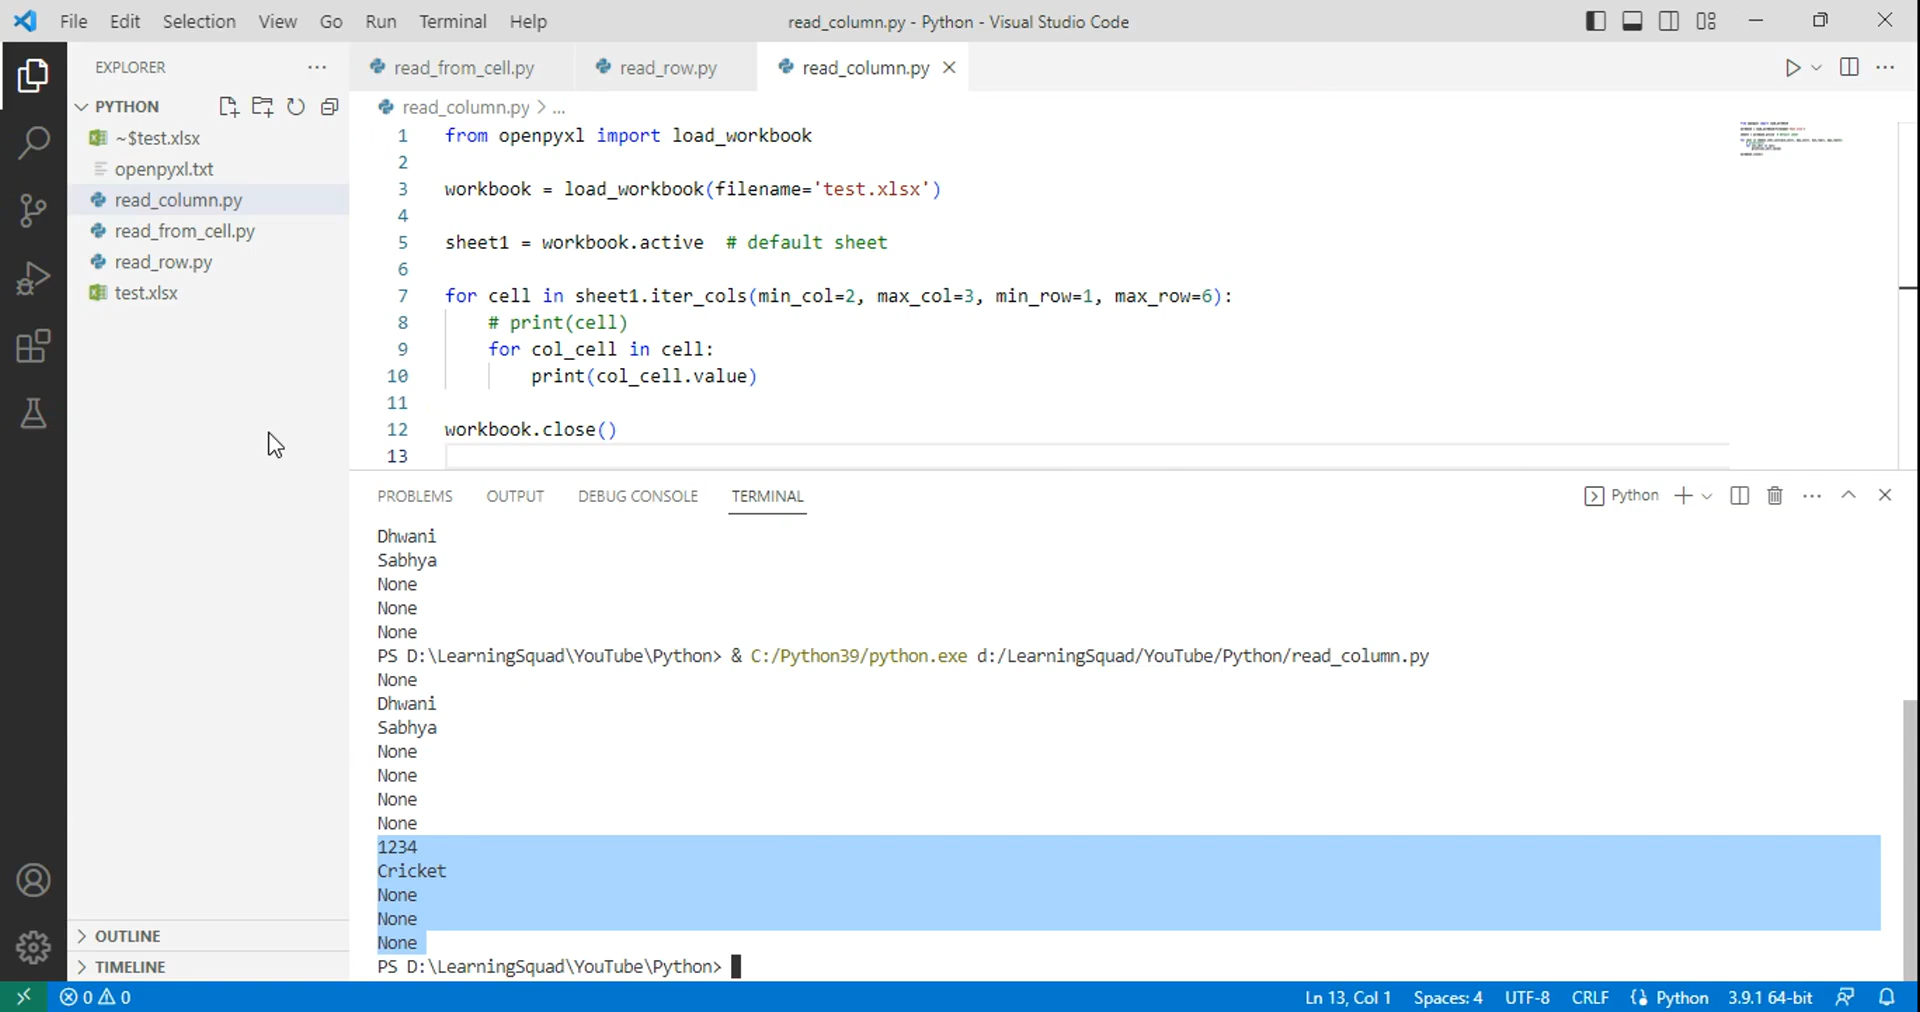 File Edit Selection View Go Run Terminal Help
read_column.py - Python - Visual Studio Code
EXPLORER
PYTHON
~$test.xlsx
openpyxl.txt
read_column.py
read_from_cell.py
read_row.py
test.xlsx
OUTLINE
TIMELINE
read_from_cell.py read_row.py read_column.py
read_column.py > ...
1 from openpyxl import load_workbook
2
3 workbook = load_workbook(filename='test.xlsx')
4
5 sheet1 = workbook.active  # default sheet
6
7 for cell in sheet1.iter_cols(min_col=2, max_col=3, min_row=1, max_row=6):
8     # print(cell)
9     for col_cell in cell:
10         print(col_cell.value)
11
12 workbook.close()
13
PROBLEMS OUTPUT DEBUG CONSOLE TERMINAL
Python
Dhwani
Sabhya
None
None
None
PS D:\LearningSquad\YouTube\Python> & C:/Python39/python.exe d:/LearningSquad/YouTube/Python/read_column.py
None
Dhwani
Sabhya
None
None
None
None
1234
Cricket
None
None
None
PS D:\LearningSquad\YouTube\Python>
0 0
Ln 13, Col 1 Spaces: 4 UTF-8 CRLF Python 3.9.1 64-bit